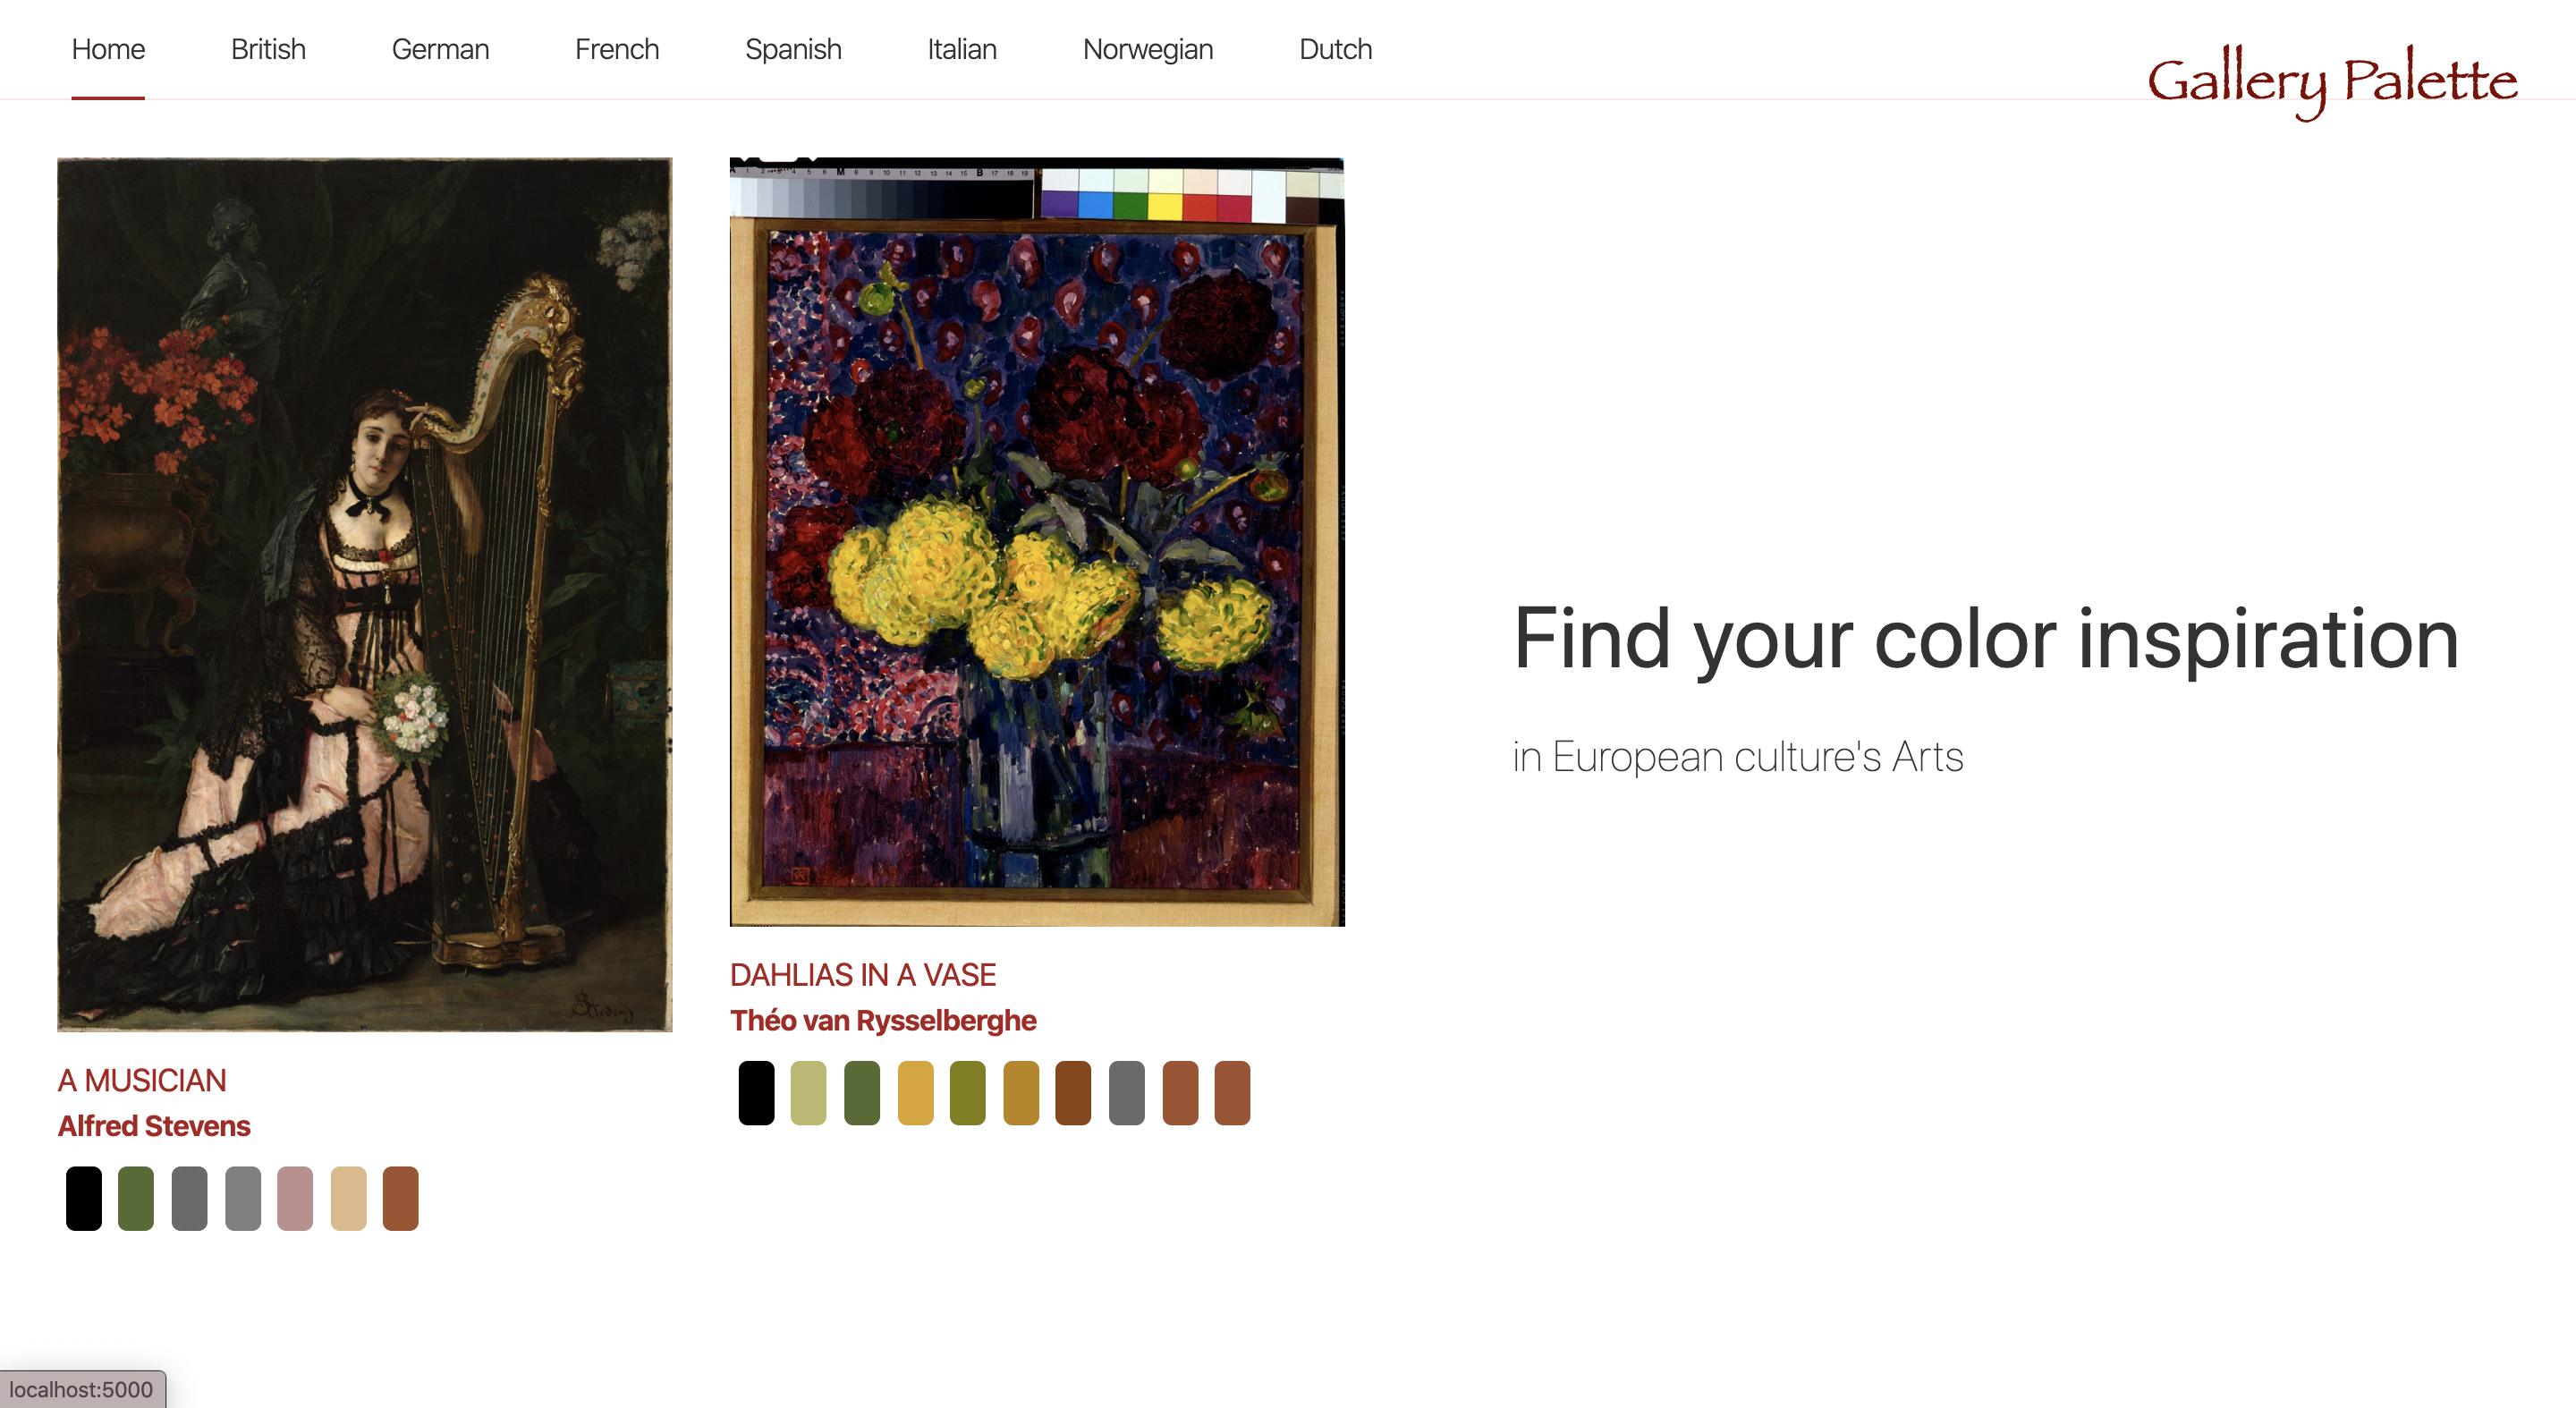 Home British German French Spanish Italian Norwegian Dutch
Gallery Palette
A MUSICIAN
Alfred Stevens
DAHLIAS IN A VASE
Théo van Rysselberghe
Find your color inspiration
in European culture's Arts
localhost:5000